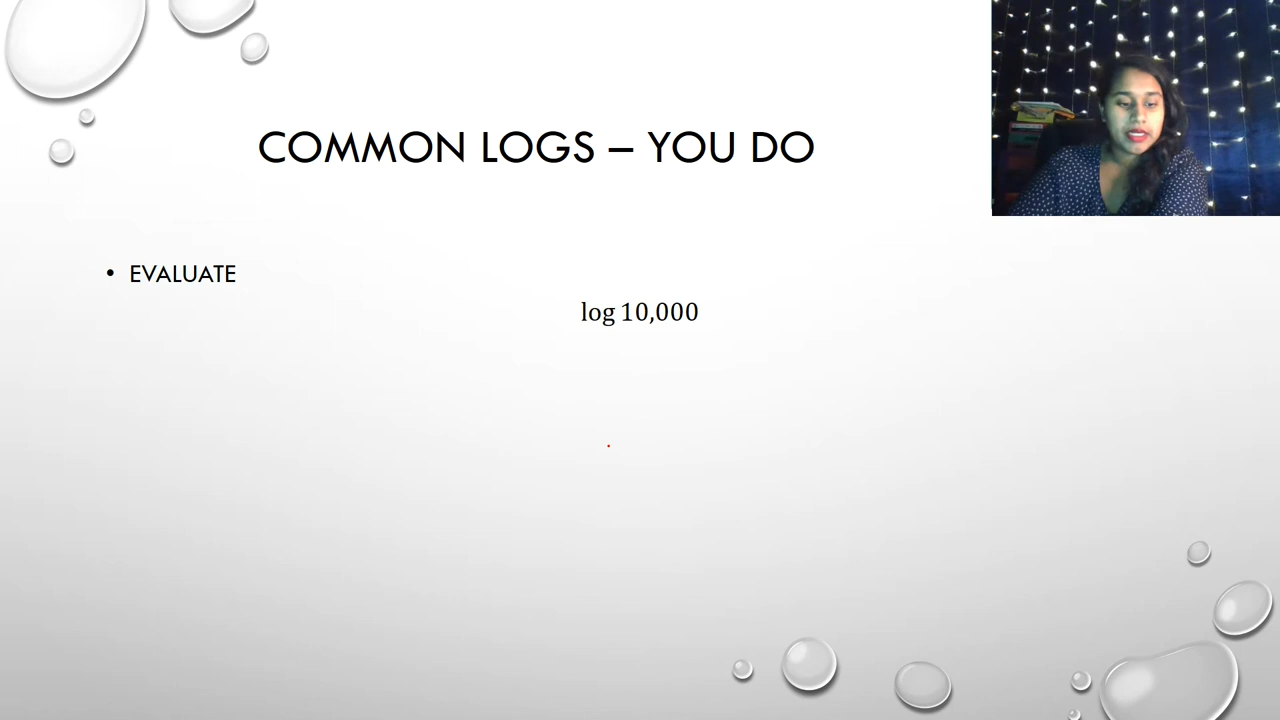 COMMON LOGS – YOU DO
• EVALUATE
log 10,000